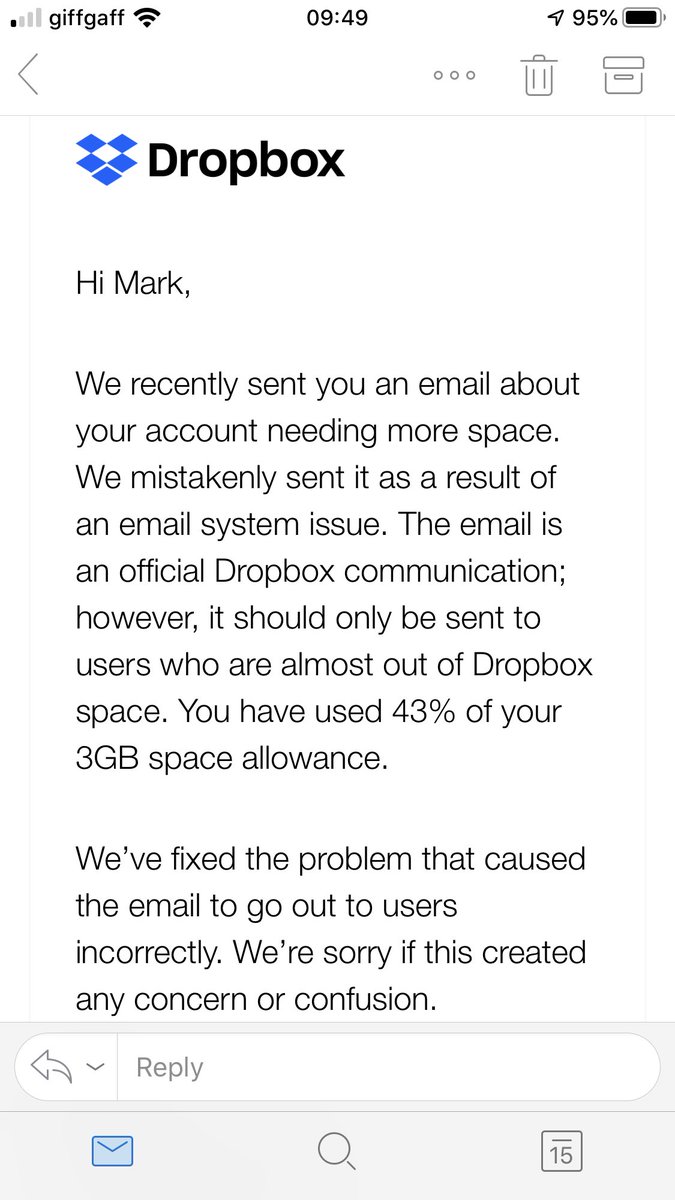 giffgaff 09:49 95%
Dropbox
Hi Mark,
We recently sent you an email about
your account needing more space.
We mistakenly sent it as a result of
an email system issue. The email is
an official Dropbox communication;
however, it should only be sent to
users who are almost out of Dropbox
space. You have used 43% of your
3GB space allowance.
We’ve fixed the problem that caused
the email to go out to users
incorrectly. We’re sorry if this created
any concern or confusion.
Reply
15